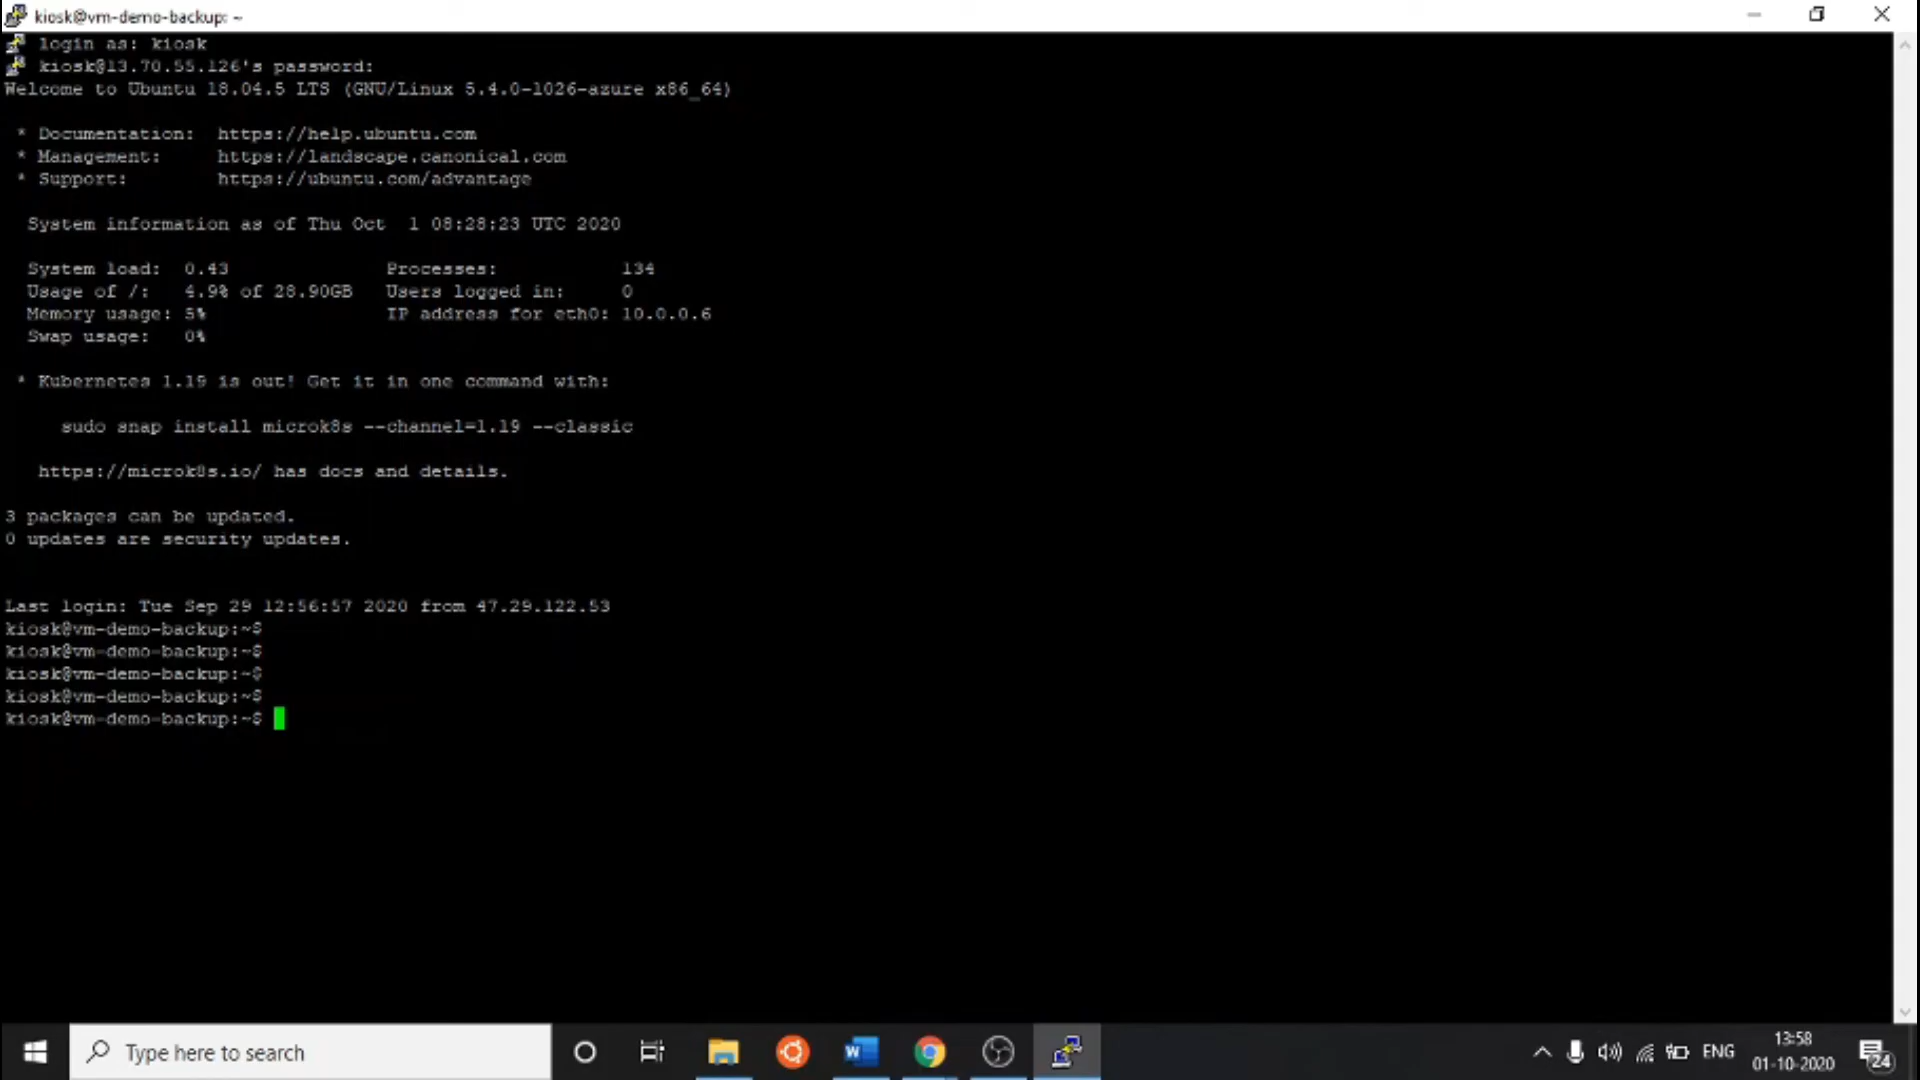 kiosk@vm-demo-backup: ~
login as: kiosk
kiosk@13.70.55.126's password:
Welcome to Ubuntu 18.04.5 LTS (GNU/Linux 5.4.0-1026-azure x86_64)
* Documentation:  https://help.ubuntu.com
* Management:     https://landscape.canonical.com
* Support:        https://ubuntu.com/advantage
System information as of Thu Oct  1 08:28:23 UTC 2020
System load:  0.43              Processes:           134
Usage of /:   4.9% of 28.90GB   Users logged in:     0
Memory usage: 5%                IP address for eth0: 10.0.0.6
Swap usage:   0%
* Kubernetes 1.19 is out! Get it in one command with:
sudo snap install microk8s --channel=1.19 --classic
https://microk8s.io/ has docs and details.
3 packages can be updated.
0 updates are security updates.
Last login: Tue Sep 29 12:56:57 2020 from 47.29.122.53
kiosk@vm-demo-backup:~$
kiosk@vm-demo-backup:~$
kiosk@vm-demo-backup:~$
kiosk@vm-demo-backup:~$
kiosk@vm-demo-backup:~$
Type here to search
W
ENG
13:58
01-10-2020
24